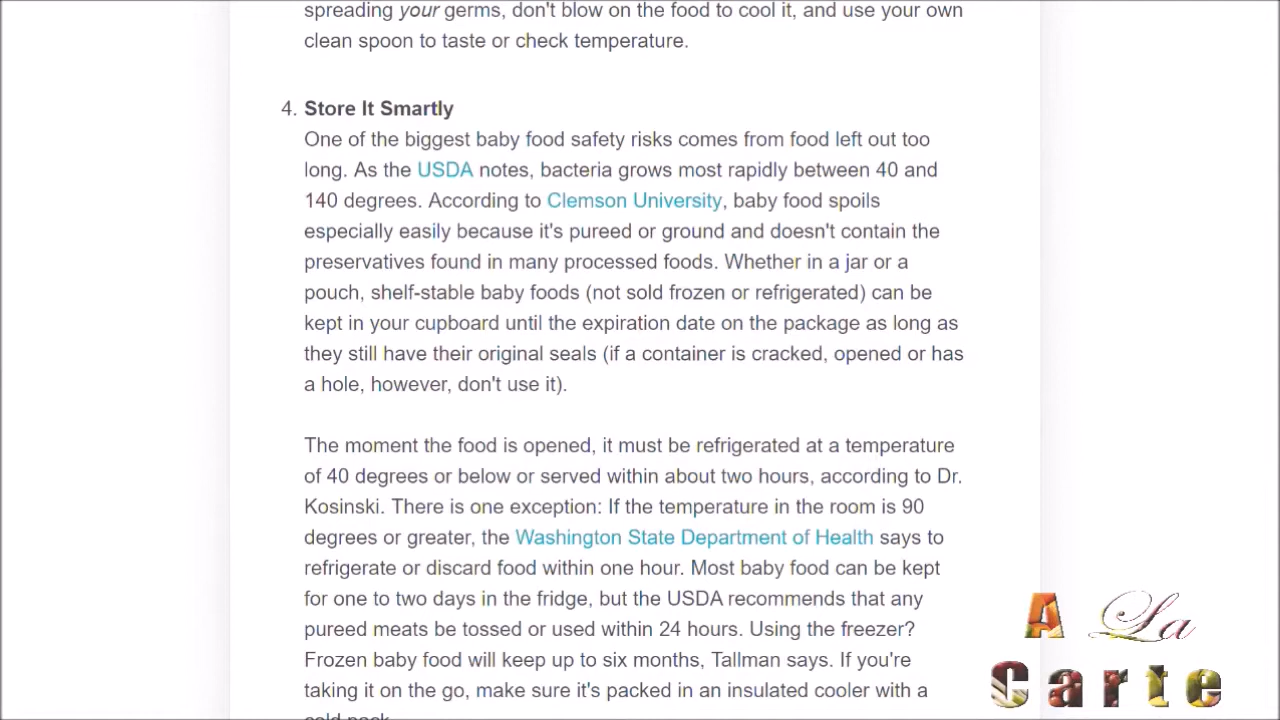 spreading your germs, don't blow on the food to cool it, and use your own
clean spoon to taste or check temperature.
4. Store It Smartly
One of the biggest baby food safety risks comes from food left out too
long. As the USDA notes, bacteria grows most rapidly between 40 and
140 degrees. According to Clemson University, baby food spoils
especially easily because it's pureed or ground and doesn't contain the
preservatives found in many processed foods. Whether in a jar or a
pouch, shelf-stable baby foods (not sold frozen or refrigerated) can be
kept in your cupboard until the expiration date on the package as long as
they still have their original seals (if a container is cracked, opened or has
a hole, however, don't use it).
The moment the food is opened, it must be refrigerated at a temperature
of 40 degrees or below or served within about two hours, according to Dr.
Kosinski. There is one exception: If the temperature in the room is 90
degrees or greater, the Washington State Department of Health says to
refrigerate or discard food within one hour. Most baby food can be kept
for one to two days in the fridge, but the USDA recommends that any
pureed meats be tossed or used within 24 hours. Using the freezer?
Frozen baby food will keep up to six months, Tallman says. If you're
taking it on the go, make sure it's packed in an insulated cooler with a
cold pack.
A La
Carte